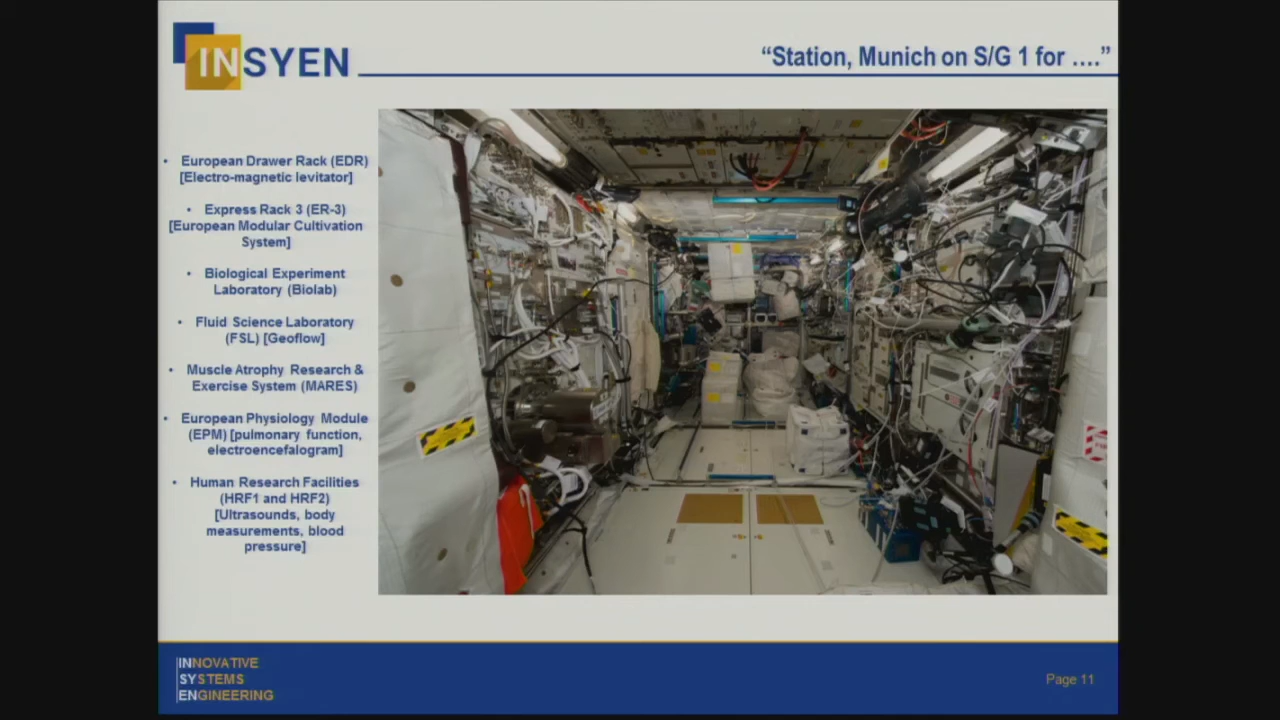 INSYEN
“Station, Munich on S/G 1 for ....”
• European Drawer Rack (EDR)
[Electro-magnetic levitator]
• Express Rack 3 (ER-3)
[European Modular Cultivation
System]
• Biological Experiment
Laboratory (Biolab)
• Fluid Science Laboratory
(FSL) [Geoflow]
• Muscle Atrophy Research &
Exercise System (MARES)
• European Physiology Module
(EPM) [pulmonary function,
electroencefalogram]
• Human Research Facilities
(HRF1 and HRF2)
[Ultrasounds, body
measurements, blood
pressure]
INNOVATIVE
SYSTEMS
ENGINEERING
Page 11